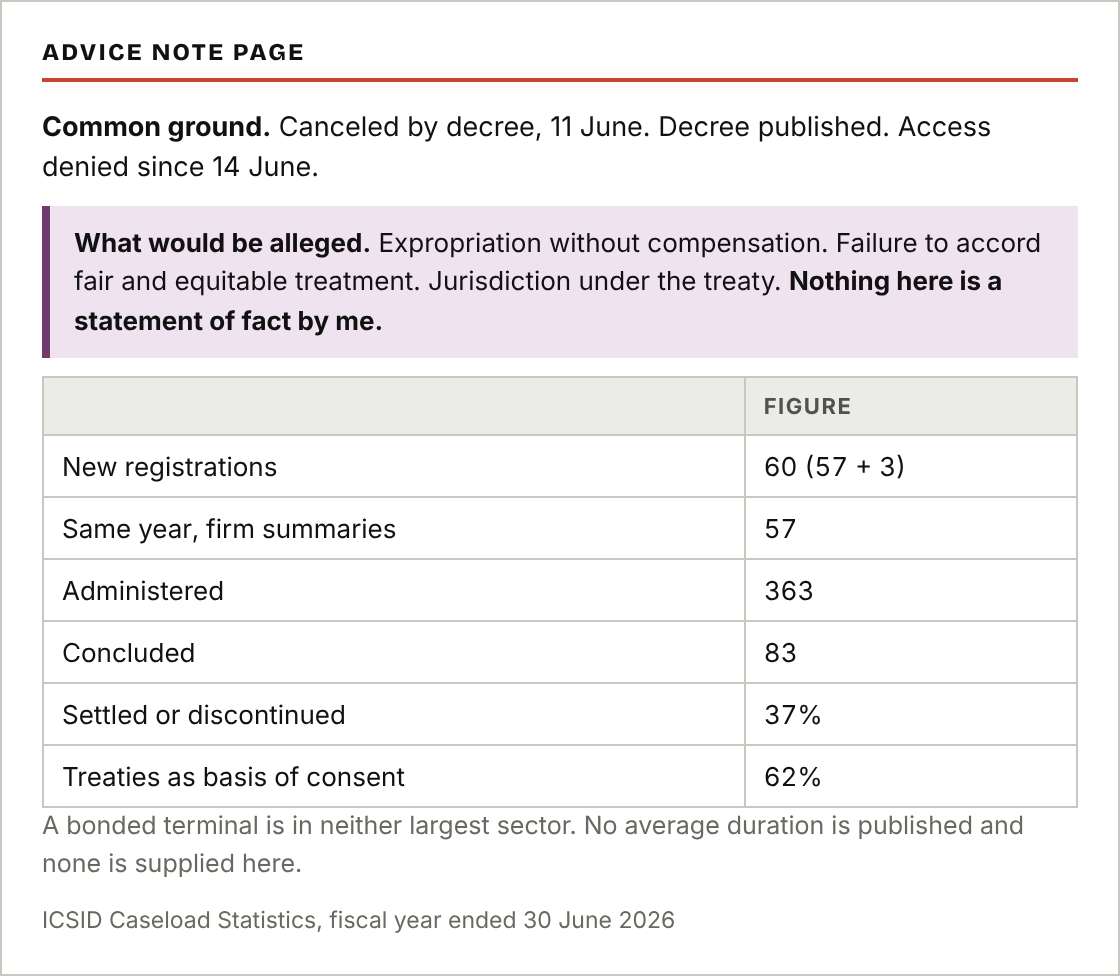 ADVICE NOTE PAGE
Common ground. Canceled by decree, 11 June. Decree published. Access
denied since 14 June.
What would be alleged. Expropriation without compensation. Failure to accord
fair and equitable treatment. Jurisdiction under the treaty. Nothing here is a
statement of fact by me.
FIGURE
New registrations 60 (57 + 3)
Same year, firm summaries 57
Administered 363
Concluded 83
Settled or discontinued 37%
Treaties as basis of consent 62%
A bonded terminal is in neither largest sector. No average duration is published and
none is supplied here.
ICSID Caseload Statistics, fiscal year ended 30 June 2026